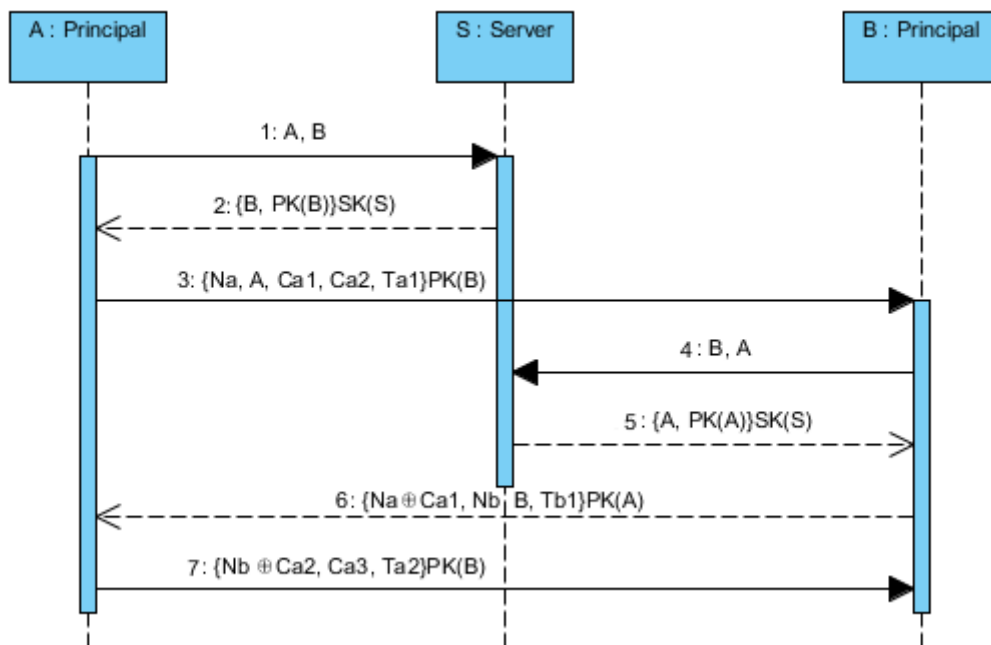 A : Principal
S : Server
B : Principal
1: A, B
2: {B, PK(B)}SK(S)
3: {Na, A, Ca1, Ca2, Ta1}PK(B)
4 : B, A
5 : {A, PK(A)}SK(S)
6: {Na⊕Ca1, Nb, B, Tb1}PK(A)
7: {Nb ⊕Ca2, Ca3, Ta2}PK(B)